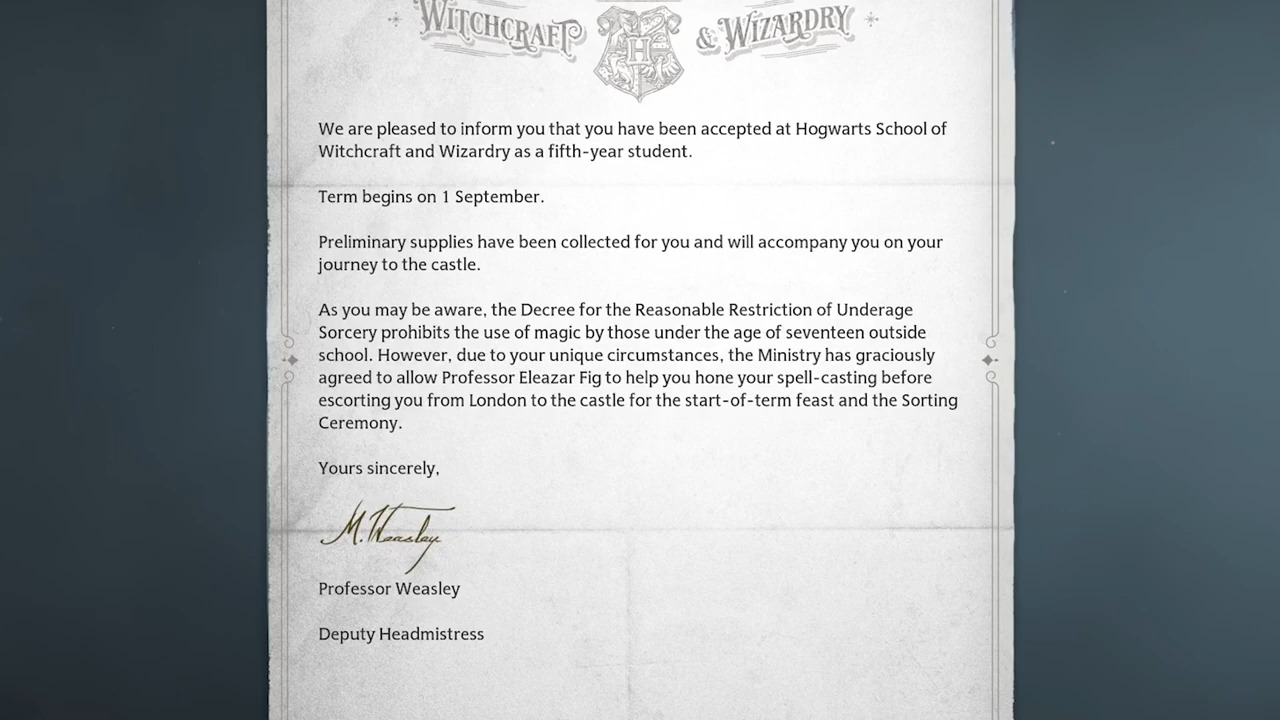 WITCHCRAFT & WIZARDRY
H
We are pleased to inform you that you have been accepted at Hogwarts School of
Witchcraft and Wizardry as a fifth-year student.
Term begins on 1 September.
Preliminary supplies have been collected for you and will accompany you on your
journey to the castle.
As you may be aware, the Decree for the Reasonable Restriction of Underage
Sorcery prohibits the use of magic by those under the age of seventeen outside
school. However, due to your unique circumstances, the Ministry has graciously
agreed to allow Professor Eleazar Fig to help you hone your spell-casting before
escorting you from London to the castle for the start-of-term feast and the Sorting
Ceremony.
Yours sincerely,
M. Weasley
Professor Weasley
Deputy Headmistress